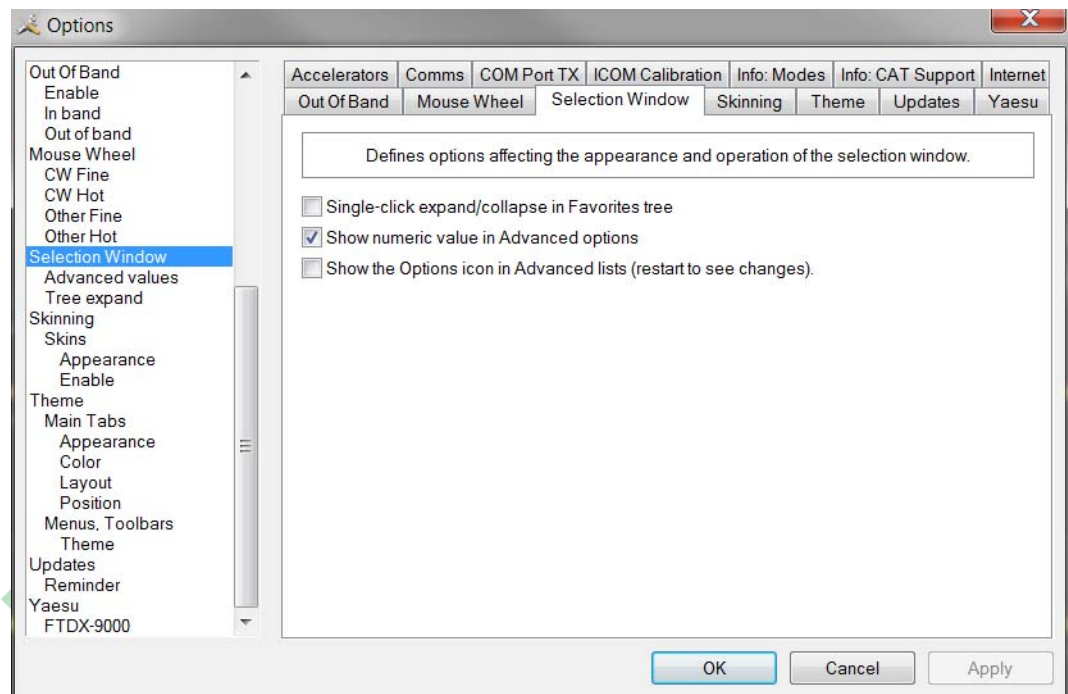 Options
X
Out Of Band
Enable
In band
Out of band
Mouse Wheel
CW Fine
CW Hot
Other Fine
Other Hot
Selection Window
Advanced values
Tree expand
Skinning
Skins
Appearance
Enable
Theme
Main Tabs
Appearance
Color
Layout
Position
Menus, Toolbars
Theme
Updates
Reminder
Yaesu
FTDX-9000
Accelerators Comms COM Port TX ICOM Calibration Info: Modes Info: CAT Support Internet
Out Of Band Mouse Wheel Selection Window Skinning Theme Updates Yaesu
Defines options affecting the appearance and operation of the selection window.
Single-click expand/collapse in Favorites tree
Show numeric value in Advanced options
Show the Options icon in Advanced lists (restart to see changes).
OK Cancel Apply